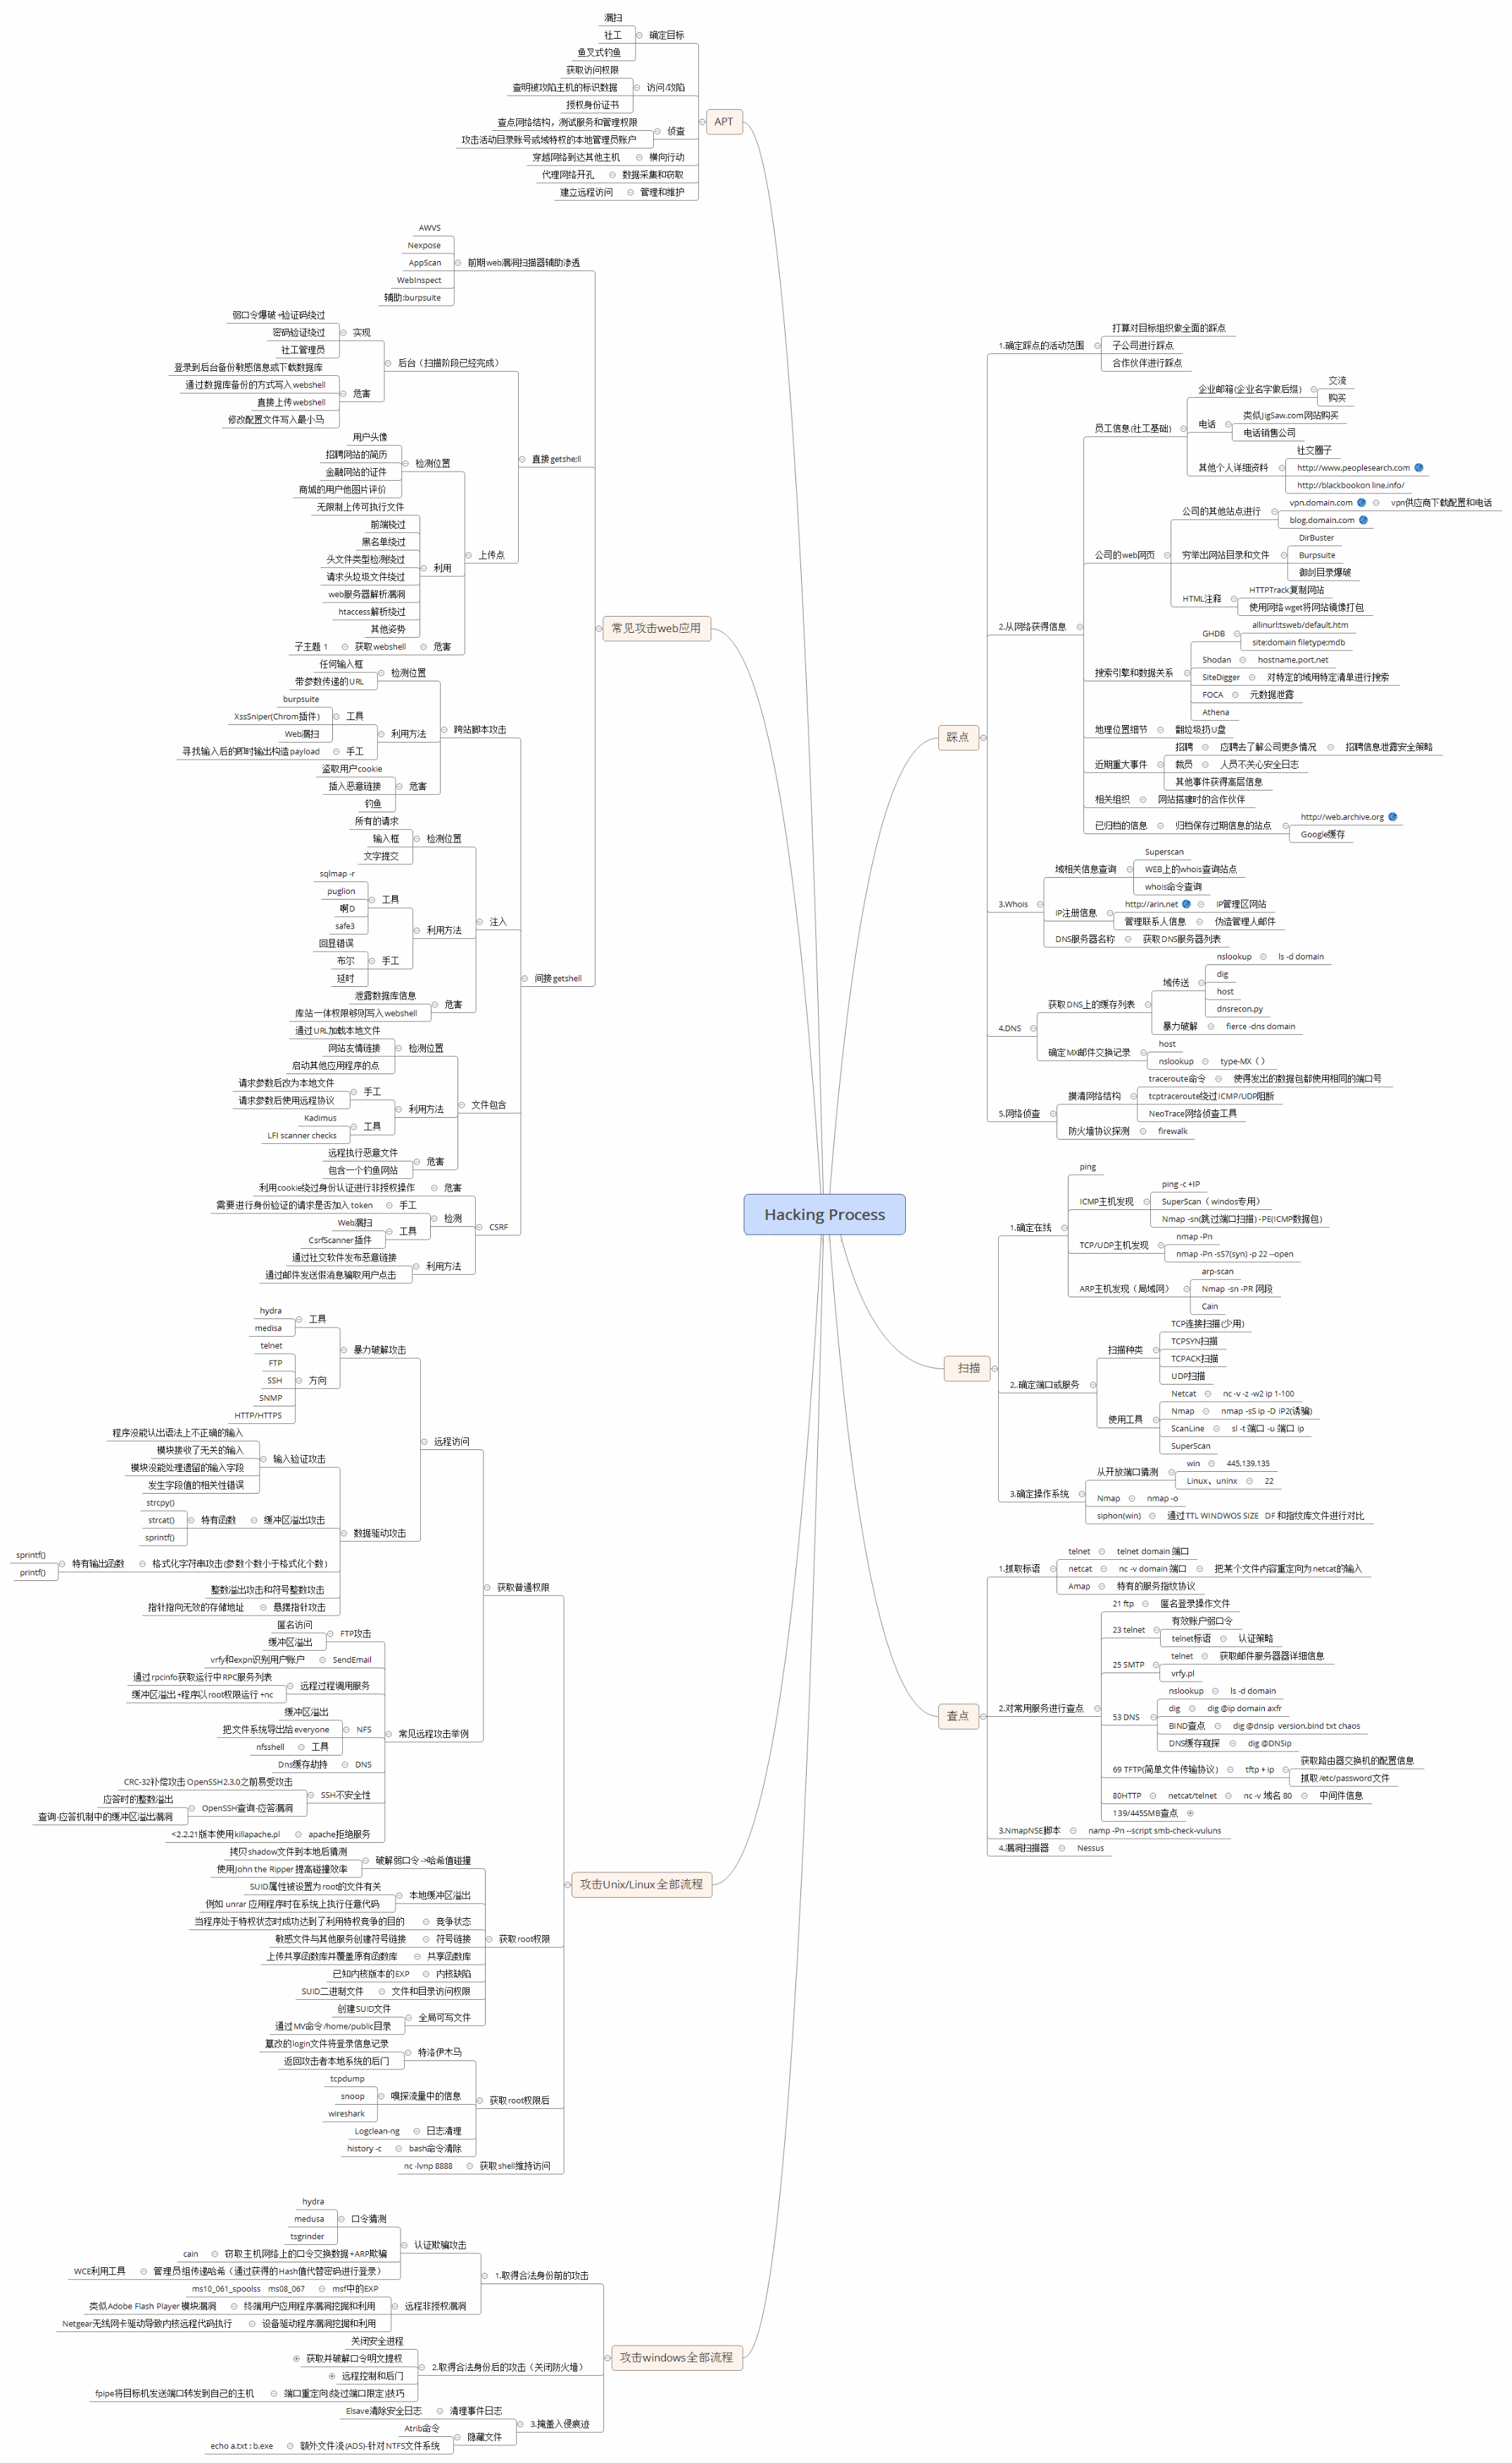 Hacking Process
APT
确定目标
漏扫
社工
鱼叉式钓鱼
访问/攻陷
获取访问权限
查明被攻陷主机的标识数据
授权身份证书
侦查
查点网络结构，测试服务和管理权限
攻击活动目录账号或域特权的本地管理员账户
横向行动
穿越网络到达其他主机
数据采集和窃取
代理网络开孔
管理和维护
建立远程访问
常见攻击web应用
前期web漏洞扫描器辅助渗透
AWVS
Nexpose
AppScan
WebInspect
辅助:burpsuite
直接getshe;ll
后台（扫描阶段已经完成）
实现
弱口令爆破+验证码绕过
密码验证绕过
社工管理员
危害
登录到后台备份敏感信息或下载数据库
通过数据库备份的方式写入webshell
直接上传webshell
修改配置文件写入最小马
上传点
检测位置
用户头像
招聘网站的简历
金融网站的证件
商城的用户他图片评价
利用
无限制上传可执行文件
前端绕过
黑名单绕过
头文件类型检测绕过
请求头垃圾文件绕过
web服务器解析漏洞
htaccess解析绕过
其他姿势
危害
获取webshell
子主题 1
间接getshell
跨站脚本攻击
检测位置
任何输入框
带参数传递的URL
利用方法
工具
burpsuite
XssSniper(Chrom插件)
Web漏扫
手工
寻找输入后的即时输出构造payload
危害
盗取用户cookie
插入恶意链接
钓鱼
注入
检测位置
所有的请求
输入框
文字提交
利用方法
工具
sqlmap -r
puglion
啊D
safe3
手工
回显错误
布尔
延时
危害
泄露数据库信息
库站一体权限够则写入webshell
文件包含
检测位置
通过URL加载本地文件
网站友情链接
启动其他应用程序的点
利用方法
手工
请求参数后改为本地文件
请求参数后使用远程协议
工具
Kadimus
LFI scanner checks
危害
远程执行恶意文件
包含一个钓鱼网站
CSRF
危害
利用cookie绕过身份认证进行非授权操作
检测
手工
需要进行身份验证的请求是否加入token
工具
Web漏扫
CsrfScanner插件
利用方法
通过社交软件发布恶意链接
通过邮件发送假消息骗取用户点击
攻击Unix/Linux全部流程
获取普通权限
远程访问
暴力破解攻击
工具
hydra
medisa
方向
telnet
FTP
SSH
SNMP
HTTP/HTTPS
数据驱动攻击
输入验证攻击
程序没能认出语法上不正确的输入
模块接收了无关的输入
模块没能处理遗留的输入字段
发生字段值的相关性错误
缓冲区溢出攻击
特有函数
strcpy()
strcat()
sprintf()
格式化字符串攻击(参数个数小于格式化个数)
特有输出函数
sprintf()
printf()
整数溢出攻击和符号整数攻击
悬摆指针攻击
指针指向无效的存储地址
常见远程攻击举例
FTP攻击
匿名访问
缓冲区溢出
SendEmail
vrfy和expn识别用户账户
远程过程调用服务
通过rpcinfo获取运行中RPC服务列表
缓冲区溢出+程序以root权限运行+nc
NFS
缓冲区溢出
把文件系统导出给everyone
工具
nfsshell
DNS
Dns缓存劫持
SSH不安全性
CRC-32补偿攻击 OpenSSH2.3.0之前易受攻击
OpenSSH查询-应答漏洞
应答时的整数溢出
查询-应答机制中的缓冲区溢出漏洞
apache拒绝服务
<2.2.21版本使用killapache.pl
获取root权限
破解弱口令->哈希值碰撞
拷贝shadow文件到本地后猜测
使用John the Ripper 提高碰撞效率
本地缓冲区溢出
SUID属性被设置为root的文件有关
例如 unrar 应用程序时在系统上执行任意代码
竞争状态
当程序处于特权状态时成功达到了利用特权竞争的目的
符号链接
敏感文件与其他服务创建符号链接
共享函数库
上传共享函数库并覆盖原有函数库
内核缺陷
已知内核版本的EXP
文件和目录访问权限
SUID二进制文件
全局可写文件
创建SUID文件
通过MV命令/home/public目录
获取root权限后
特洛伊木马
篡改的login文件将登录信息记录
返回攻击者本地系统的后门
嗅探流量中的信息
tcpdump
snoop
wireshark
日志清理
Logclean-ng
bash命令清除
history -c
获取shell维持访问
nc -lvnp 8888
攻击windows全部流程
1.取得合法身份前的攻击
认证欺骗攻击
口令猜测
hydra
medusa
tsgrinder
窃取主机网络上的口令交换数据+ARP欺骗
cain
管理员组传递哈希（通过获得的Hash值代替密码进行登录）
WCE利用工具
远程非授权漏洞
msf中的EXP
ms10_061_spoolss ms08_067
终端用户应用程序漏洞挖掘和利用
类似Adobe Flash Player 模块漏洞
设备驱动程序漏洞挖掘和利用
Netgear无线网卡驱动导致内核远程代码执行
2.取得合法身份后的攻击（关闭防火墙）
关闭安全进程
获取并破解口令明文提权
远程控制和后门
端口重定向(绕过端口限定)技巧
fpipe将目标机发送端口转发到自己的主机
3.掩盖入侵痕迹
清理事件日志
Elsave清除安全日志
隐藏文件
Atrib命令
额外文件流(ADS)-针对NTFS文件系统
echo a.txt : b.exe
踩点
1.确定踩点的活动范围
打算对目标组织做全面的踩点
子公司进行踩点
合作伙伴进行踩点
2.从网络获得信息
员工信息(社工基础)
企业邮箱(企业名字做后缀)
交流
购买
电话
类似JigSaw.com网站购买
电话销售公司
其他个人详细资料
社交圈子
http://www.peoplesearch.com
http://blackbookon line.info/
公司的web网页
公司的其他站点进行
vpn.domain.com
vpn供应商下载配置和电话
blog.domain.com
穷举出网站目录和文件
DirBuster
Burpsuite
御剑目录爆破
HTML注释
HTTPTrack复制网站
使用网络wget将网站镜像打包
搜索引擎和数据关系
GHDB
allinurl:tsweb/default.htm
site:domain filetype:mdb
Shodan
hostname.port.net
SiteDigger
对特定的域用特定清单进行搜索
FOCA
元数据泄露
Athena
地理位置细节
翻垃圾扔U盘
近期重大事件
招聘
应聘去了解公司更多情况
招聘信息泄露安全策略
裁员
人员不关心安全日志
其他事件获得高层信息
相关组织
网站搭建时的合作伙伴
已归档的信息
归档保存过期信息的站点
http://web.archive.org
Google缓存
3.Whois
域相关信息查询
Superscan
WEB上的whois查询站点
whois命令查询
IP注册信息
http://arin.net
IP管理区网站
管理联系人信息
伪造管理人邮件
DNS服务器名称
获取DNS服务器列表
4.DNS
获取DNS上的缓存列表
域传送
nslookup
ls -d domain
dig
host
dnsrecon.py
暴力破解
fierce -dns domain
确定MX邮件交换记录
host
nslookup
type-MX（）
5.网络侦查
摸清网络结构
traceroute命令
使得发出的数据包都使用相同的端口号
tcptraceroute绕过ICMP/UDP阻断
NeoTrace网络侦查工具
防火墙协议探测
firewalk
扫描
1.确定在线
ping
ICMP主机发现
ping -c +IP
SuperScan（ windos专用）
Nmap -sn(跳过端口扫描) -PE(ICMP数据包)
TCP/UDP主机发现
nmap -Pn
nmap -Pn -sS7(syn) -p 22 --open
ARP主机发现（局域网）
arp-scan
Nmap -sn -PR 网段
Cain
2..确定端口或服务
扫描种类
TCP连接扫描(少用)
TCPSYN扫描
TCPACK扫描
UDP扫描
使用工具
Netcat
nc -v -z -w2 ip 1-100
Nmap
nmap -sS ip -D iP2(诱骗)
ScanLine
sl -t 端口 -u 端口 ip
SuperScan
3.确定操作系统
从开放端口猜测
win
445.139.135
Linux、uninx
22
Nmap
nmap -o
siphon(win)
通过TTL WINDWOS SIZE DF 和指纹库文件进行对比
查点
1.抓取标语
telnet
telnet domain 端口
netcat
nc -v domain 端口
把某个文件内容重定向为netcat的输入
Amap
特有的服务指纹协议
2.对常用服务进行查点
21 ftp
匿名登录操作文件
23 telnet
有效账户弱口令
telnet标语
认证策略
25 SMTP
telnet
获取邮件服务器器详细信息
vrfy.pl
53 DNS
nslookup
ls -d domain
dig
dig @ip domain axfr
BIND查点
dig @dnsip version.bind txt chaos
DNS缓存窥探
dig @DNSip
69 TFTP(简单文件传输协议)
tftp + ip
获取路由器交换机的配置信息
抓取/etc/password文件
80HTTP
netcat/telnet
nc -v 域名 80
中间件信息
139/445SMB查点
3.NmapNSE脚本
namp -Pn --script smb-check-vuluns
4.漏洞扫描器
Nessus